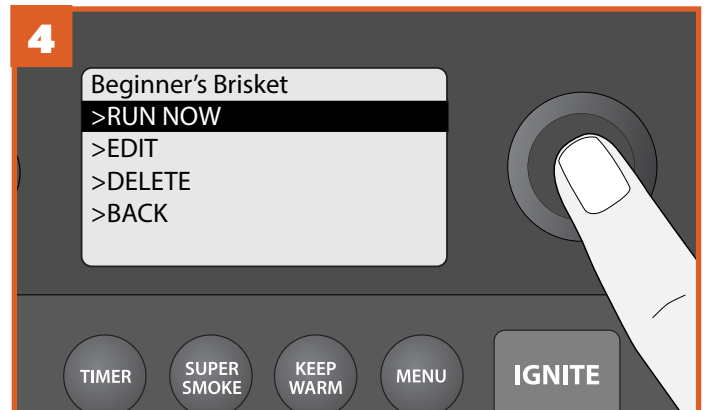 4
Beginner's Brisket
>RUN NOW
>EDIT
>DELETE
>BACK
TIMER
SUPER
SMOKE
KEEP
WARM
MENU
IGNITE